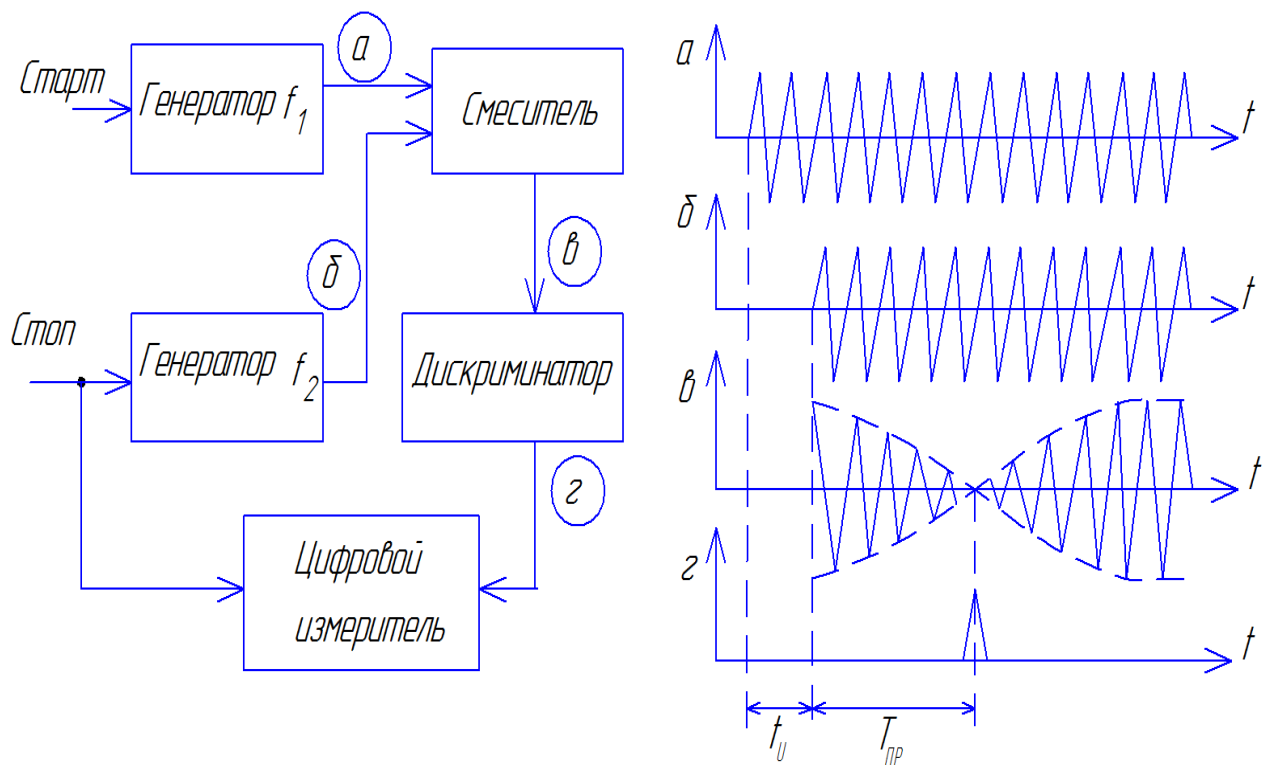 Старт
Генератор f1
а
Смеситель
б
в
Стоп
Генератор f2
Дискриминатор
г
Цифровой
измеритель
а
t
б
t
в
t
г
t
tи
Tпр